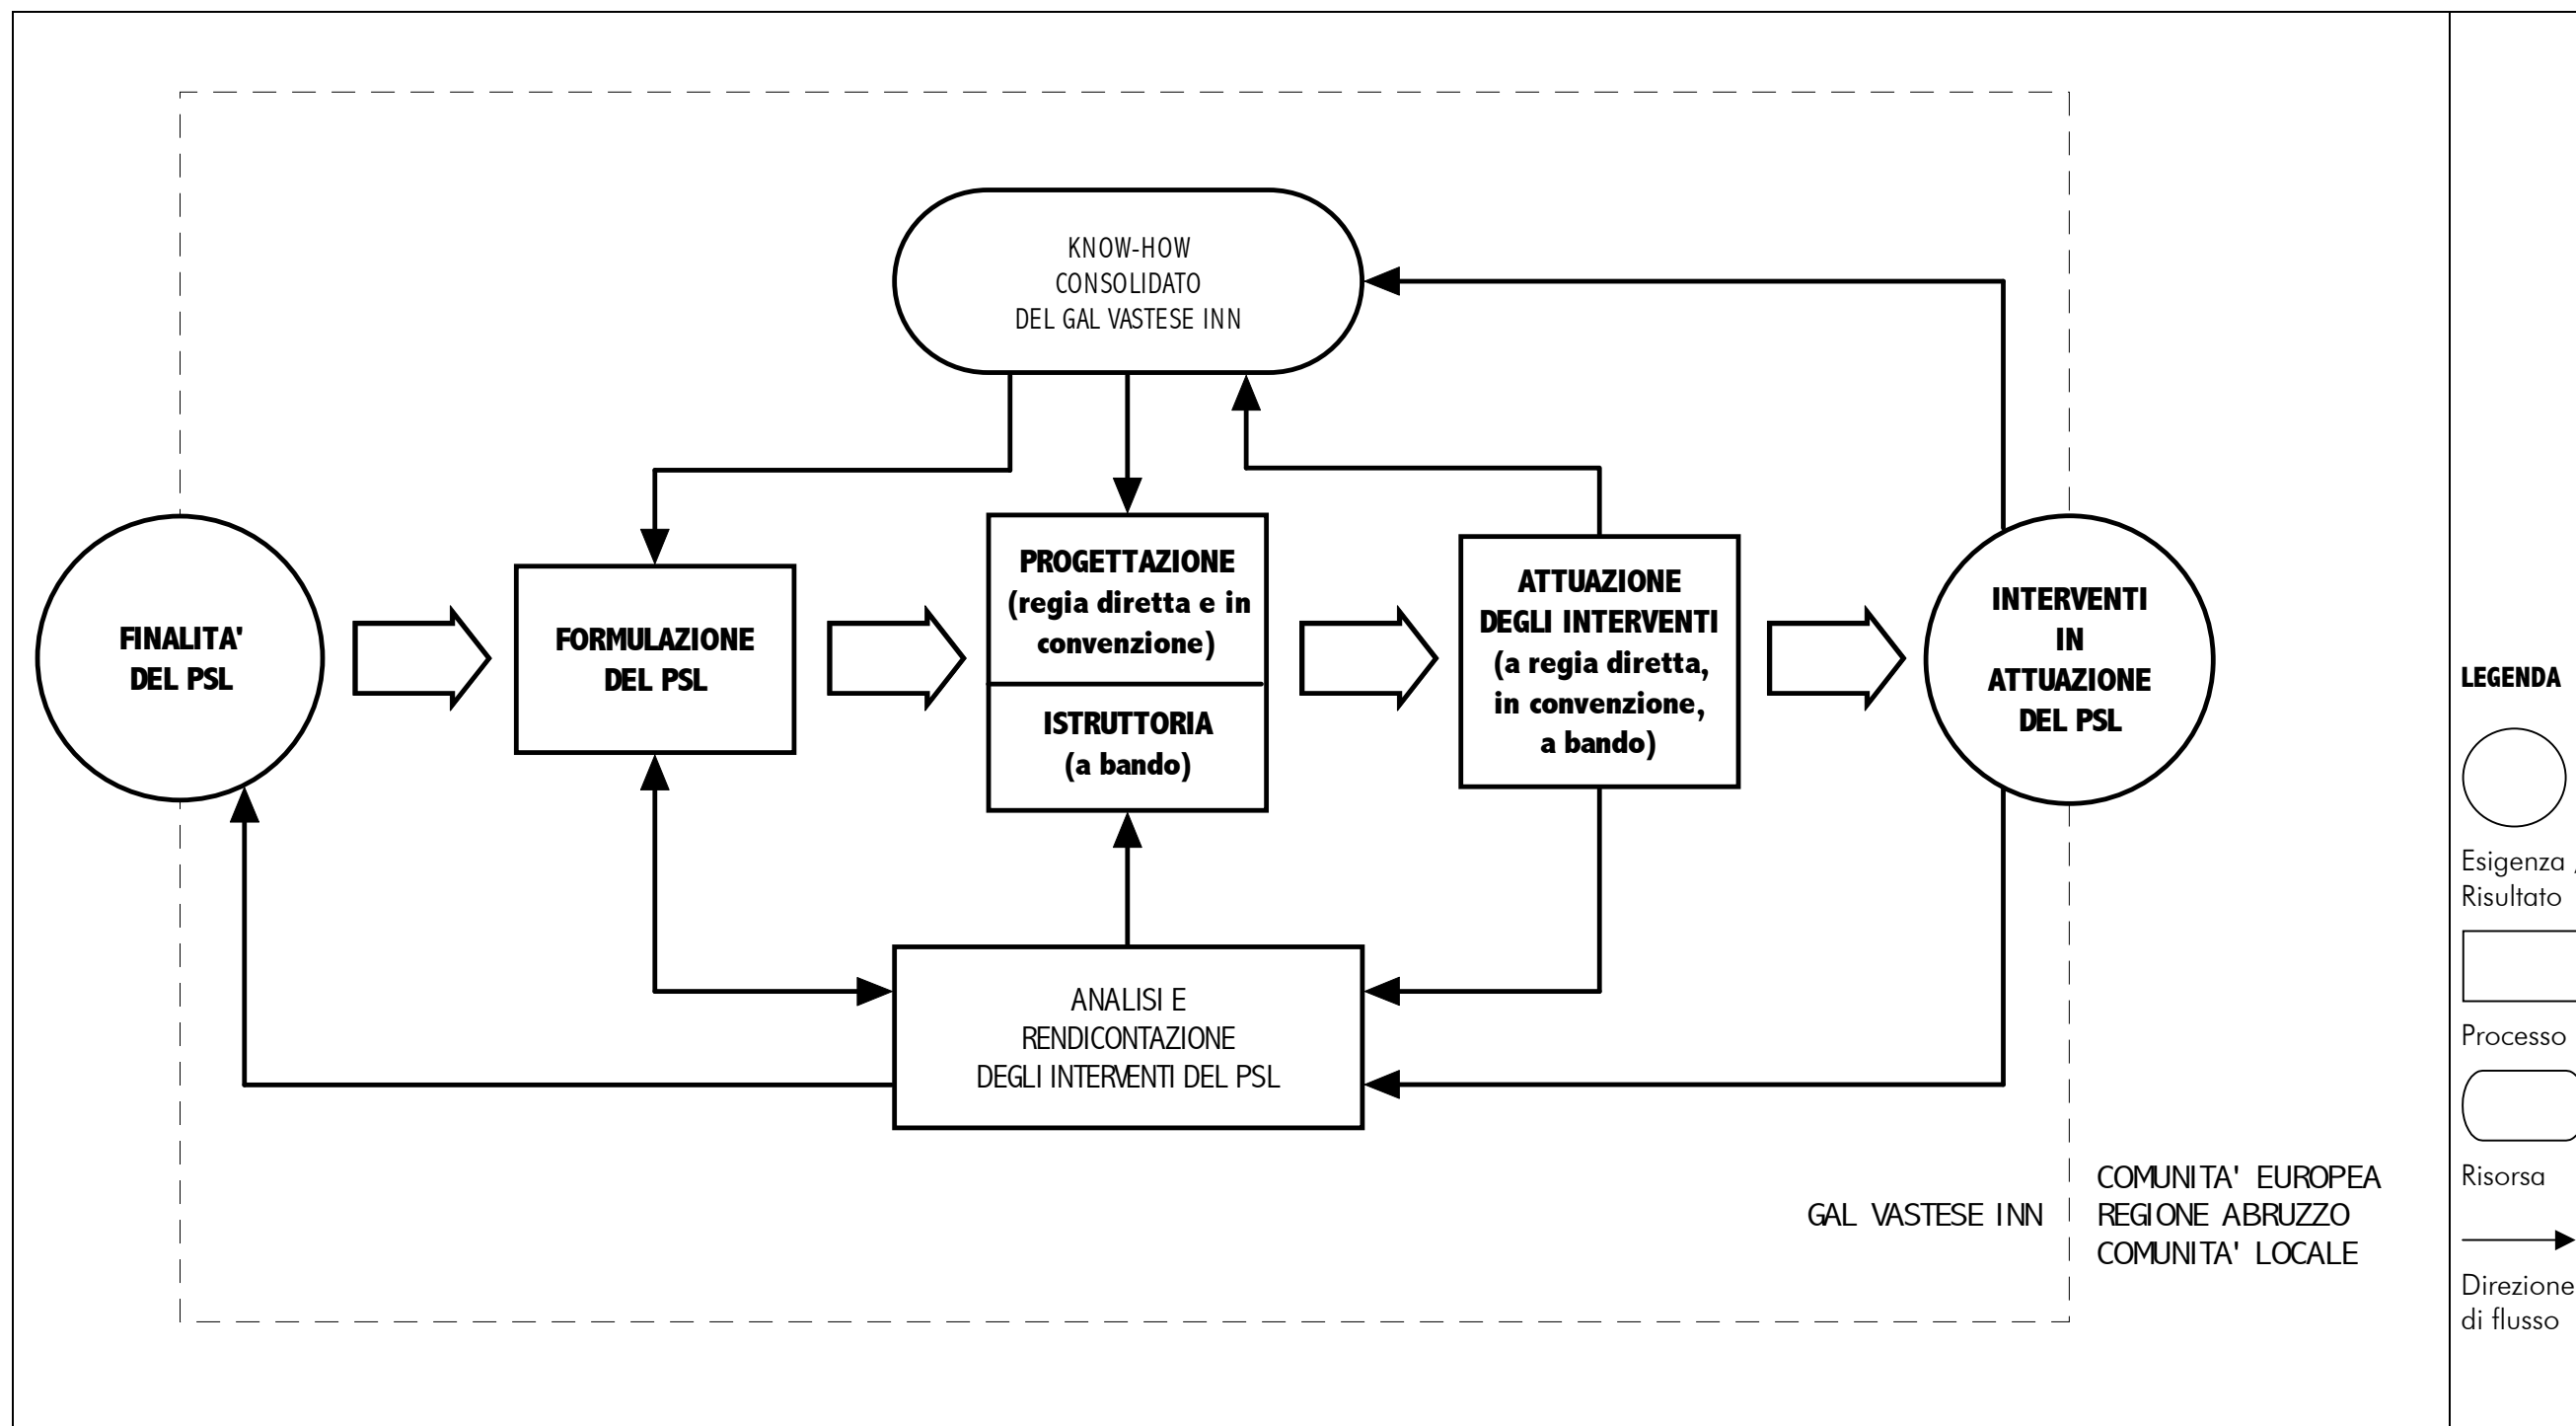 KNOW-HOW
CONSOLIDATO
DEL GAL VASTESE INN
FINALITA'
DEL PSL
FORMULAZIONE
DEL PSL
PROGETTAZIONE
(regia diretta e in
convenzione)
ISTRUTTORIA
(a bando)
ATTUAZIONE
DEGLI INTERVENTI
(a regia diretta,
in convenzione,
a bando)
INTERVENTI
IN
ATTUAZIONE
DEL PSL
ANALISI E
RENDICONTAZIONE
DEGLI INTERVENTI DEL PSL
GAL VASTESE INN
COMUNITA' EUROPEA
REGIONE ABRUZZO
COMUNITA' LOCALE
LEGENDA
Esigenza /
Risultato
Processo
Risorsa
Direzione
di flusso